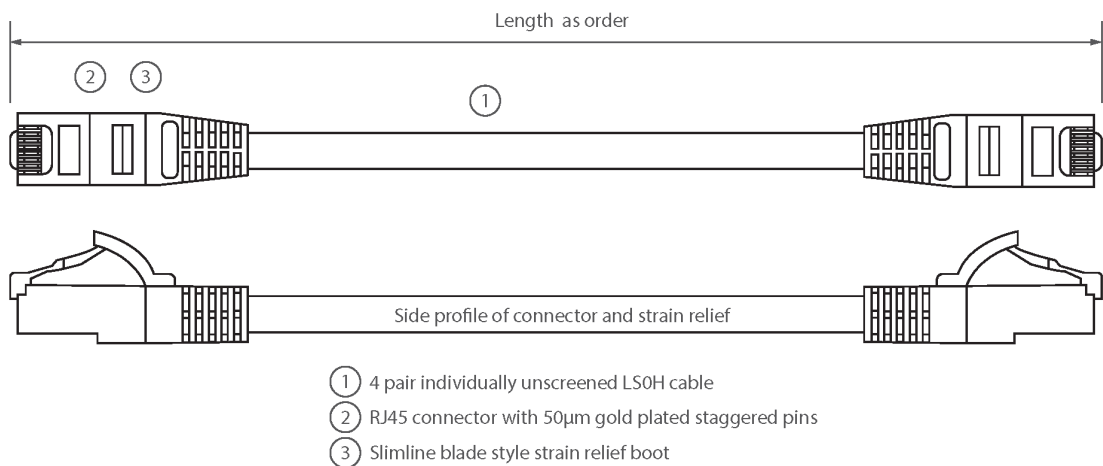 Length as order
2 3
1
Side profile of connector and strain relief
1 4 pair individually unscreened LS0H cable
2 RJ45 connector with 50µm gold plated staggered pins
3 Slimline blade style strain relief boot